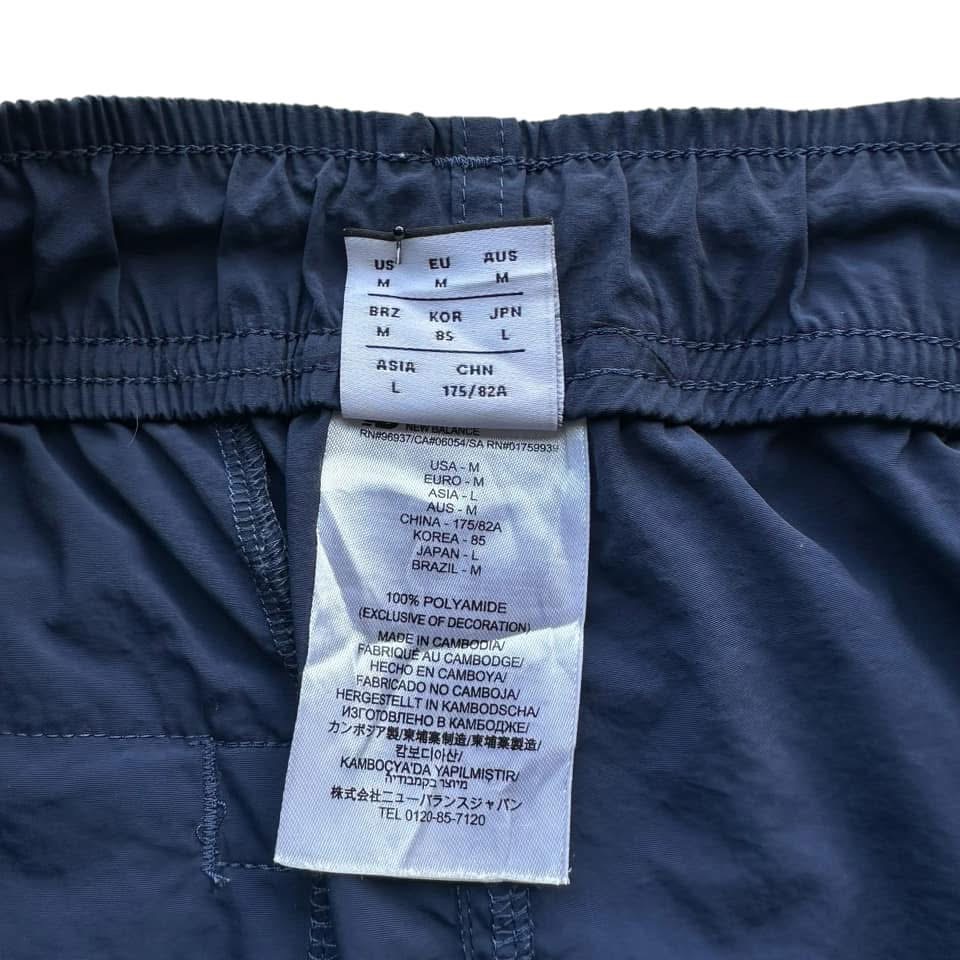 US EU AUS
M M M
BRZ KOR JPN
M 85 L
ASIA CHN
L 175/82A
NEW BALANCE
RN#96937/CA#06054/SA RN#01759939
USA - M
EURO - M
ASIA - L
AUS - M
CHINA - 175/82A
KOREA - 85
JAPAN - L
BRAZIL - M
100% POLYAMIDE
(EXCLUSIVE OF DECORATION)
MADE IN CAMBODIA/
FABRIQUÉ AU CAMBODGE/
HECHO EN CAMBOYA/
FABRICADO NO CAMBOJA/
HERGESTELLT IN KAMBODSCHA/
ИЗГОТОВЛЕНО В КАМБОДЖЕ/
カンボジア製/柬埔寨制造/柬埔寨製造/
캄보디아산/
KAMBOÇYA'DA YAPILMIŞTIR/
מיוצר בקמבודיה
株式会社ニューバランスジャパン
TEL 0120-85-7120